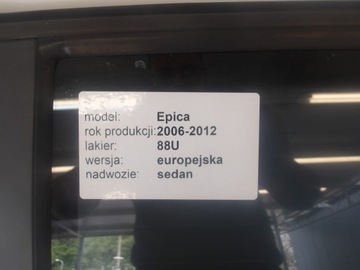 model: Epica
rok produkcji: 2006-2012
lakier: 88U
wersja: europejska
nadwozie: sedan